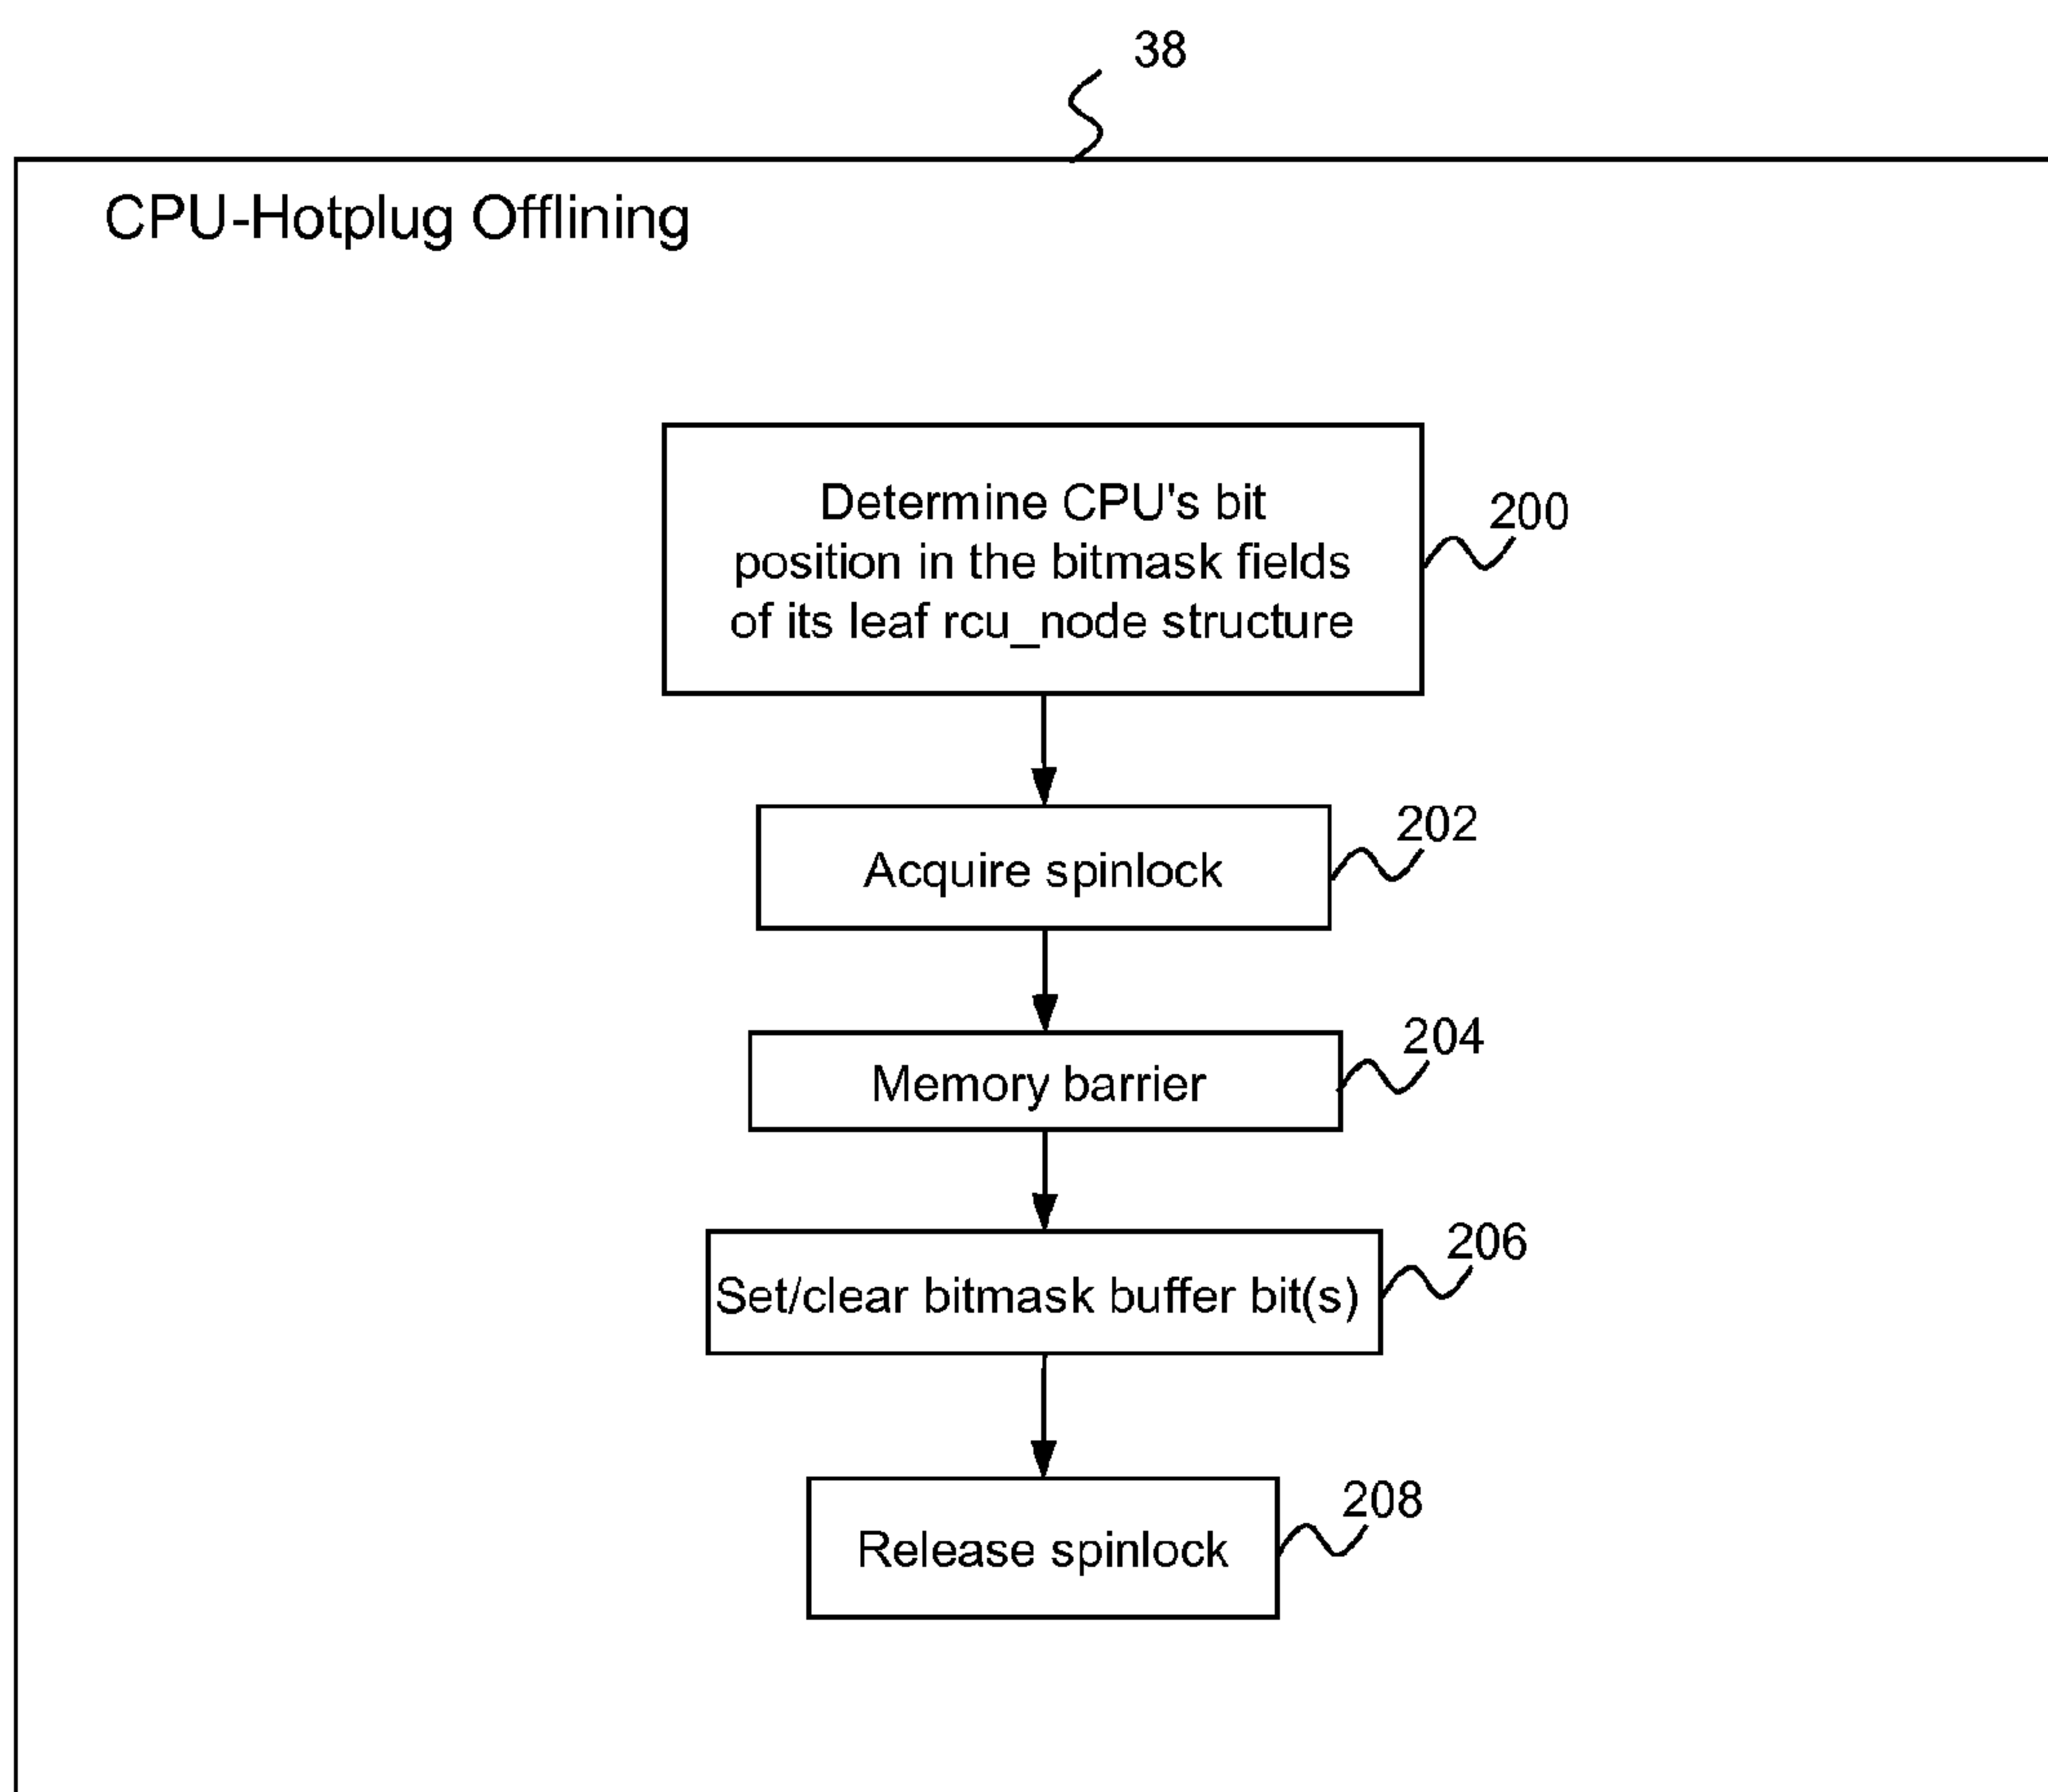 38
CPU-Hotplug Offlining
Determine CPU's bit
position in the bitmask fields
of its leaf rcu_node structure
200
Acquire spinlock
202
Memory barrier
204
Set/clear bitmask buffer bit(s)
206
Release spinlock
208